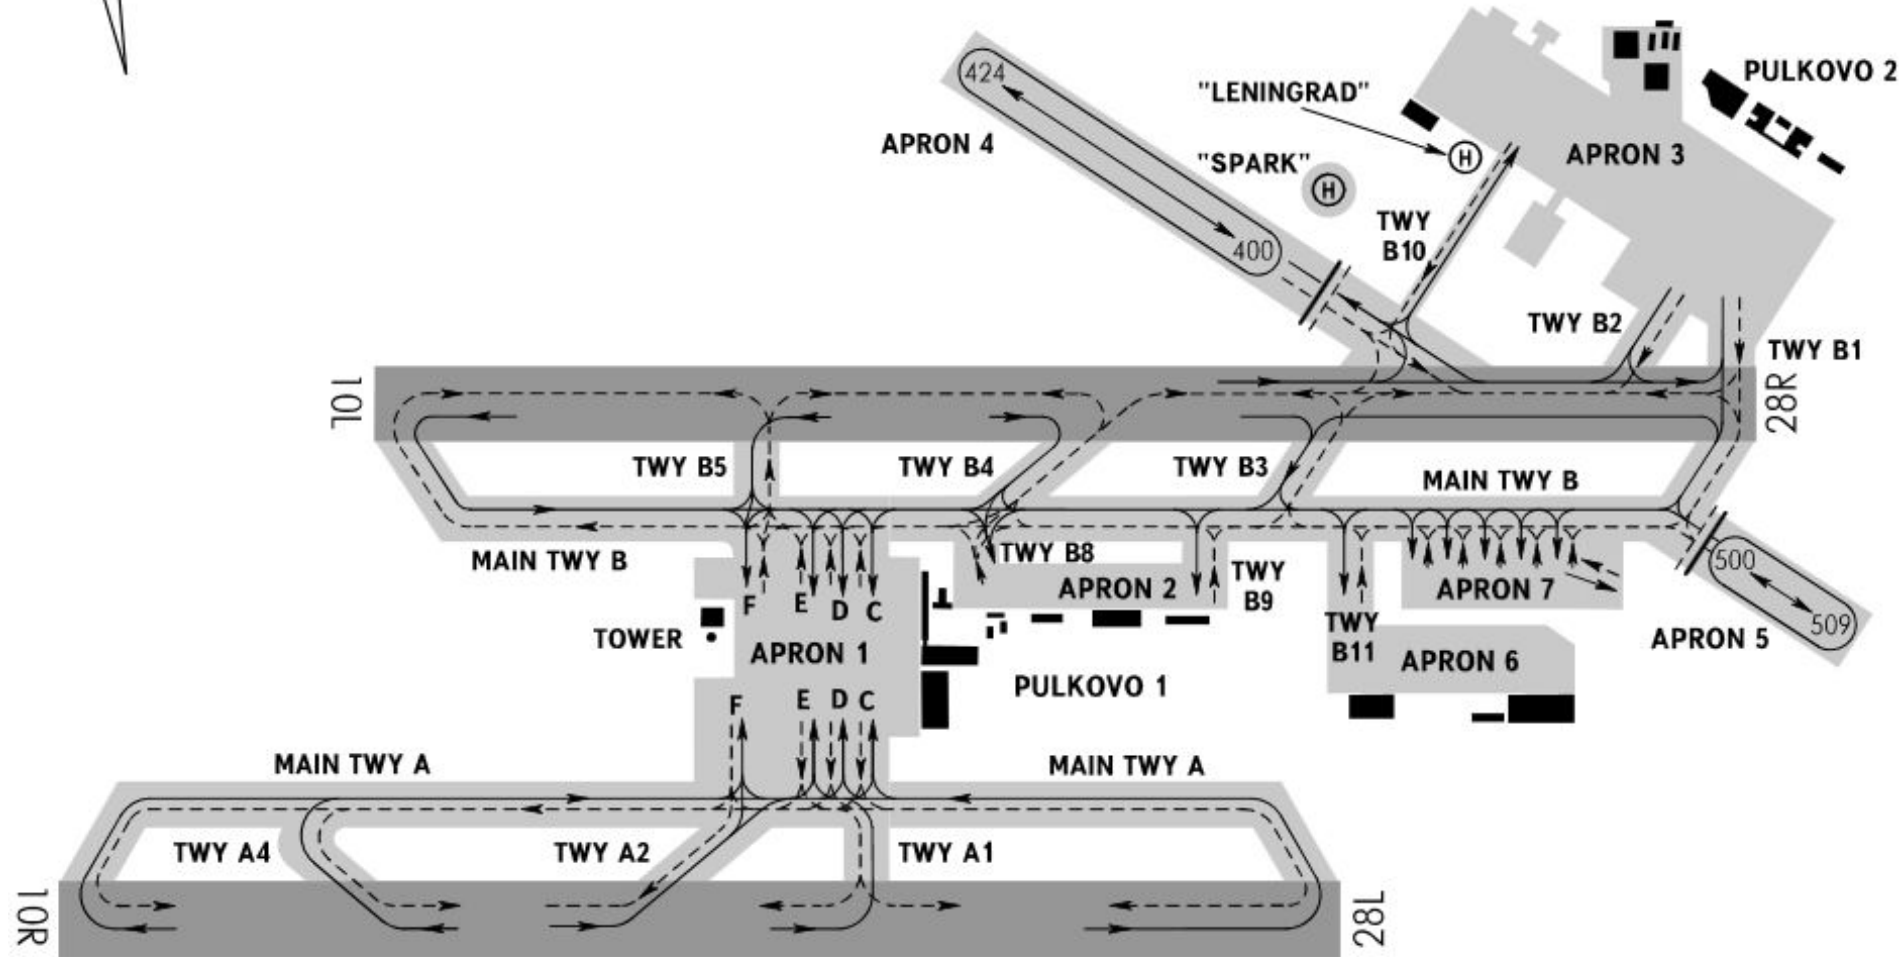 424
PULKOVO 2
"LENINGRAD"
APRON 4
"SPARK"
H
APRON 3
H
TWY
B10
400
TWY B2
TWY B1
10L
28R
TWY B5
TWY B4
TWY B3
MAIN TWY B
MAIN TWY B
TWY B8
500
APRON 2
TWY
B9
APRON 7
F
E
D
C
509
TOWER
TWY
B11
APRON 5
APRON 1
APRON 6
PULKOVO 1
F
E
D
C
MAIN TWY A
MAIN TWY A
TWY A4
TWY A2
TWY A1
10R
28L